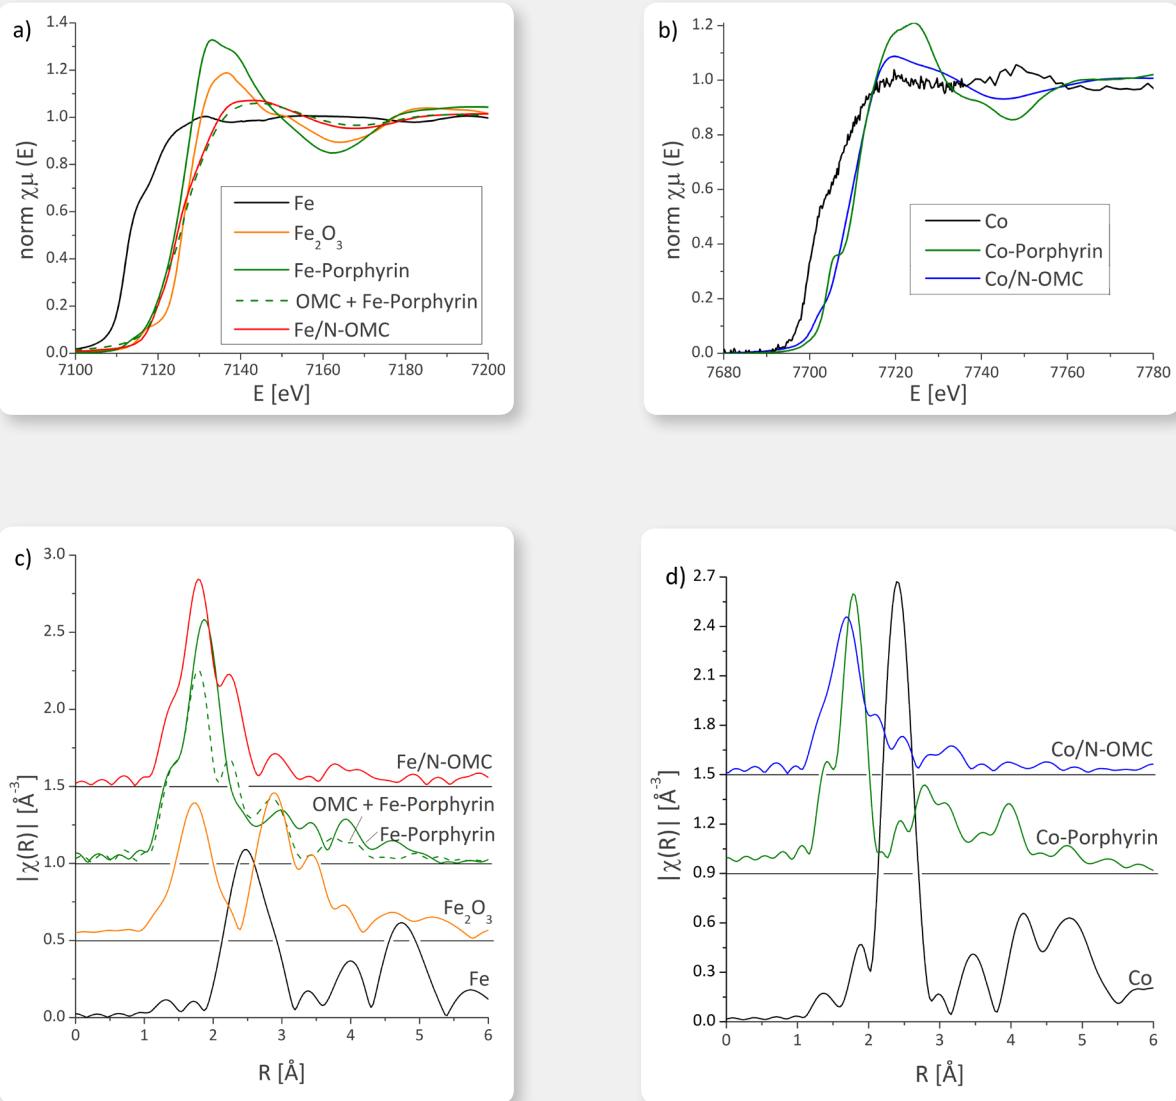 a)
1.4
1.2
1.0
0.8
0.6
0.4
0.2
0.0
norm χμ (E)
7100
7120
7140
7160
7180
7200
E [eV]
Fe
Fe₂O₃
Fe-Porphyrin
OMC + Fe-Porphyrin
Fe/N-OMC
b)
1.2
1.0
0.8
0.6
0.4
0.2
0.0
norm χμ (E)
7680
7700
7720
7740
7760
7780
E [eV]
Co
Co-Porphyrin
Co/N-OMC
c)
3.0
2.5
2.0
1.5
1.0
0.5
0.0
|χ(R)| [Å⁻³]
Fe/N-OMC
OMC + Fe-Porphyrin
Fe-Porphyrin
Fe₂O₃
Fe
0
1
2
3
4
5
6
R [Å]
d)
2.7
2.4
2.1
1.8
1.5
1.2
0.9
0.6
0.3
0.0
|χ(R)| [Å⁻³]
Co/N-OMC
Co-Porphyrin
Co
0
1
2
3
4
5
6
R [Å]